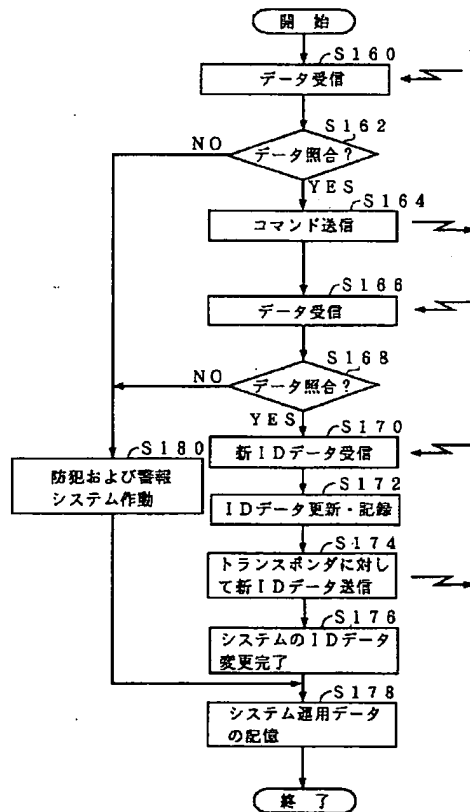 開始
S160
データ受信
S162
NO
データ照合?
YES
S164
コマンド送信
S166
データ受信
S168
NO
データ照合?
YES
S170
新IDデータ受信
S180
防犯および警報
システム作動
S172
IDデータ更新・記録
S174
トランスポンダに対し
て新IDデータ送信
S176
システムのIDデータ
変更完了
S178
システム運用データ
の記憶
終了